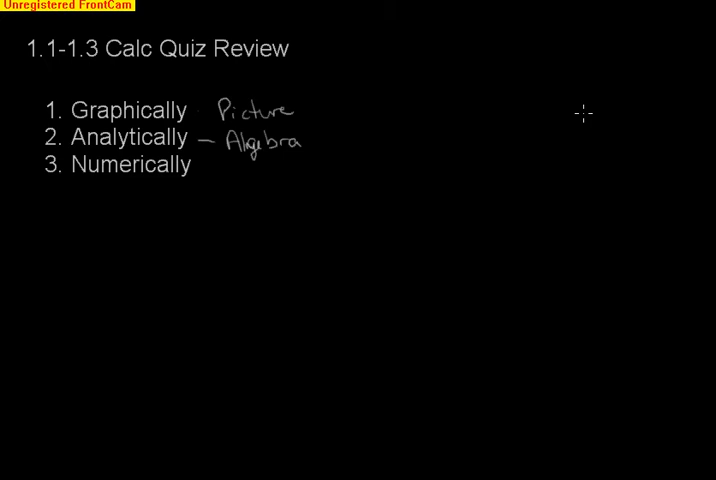 Unregistered FrontCam
1.1-1.3 Calc Quiz Review
1. Graphically Picture
2. Analytically – Algebra
3. Numerically